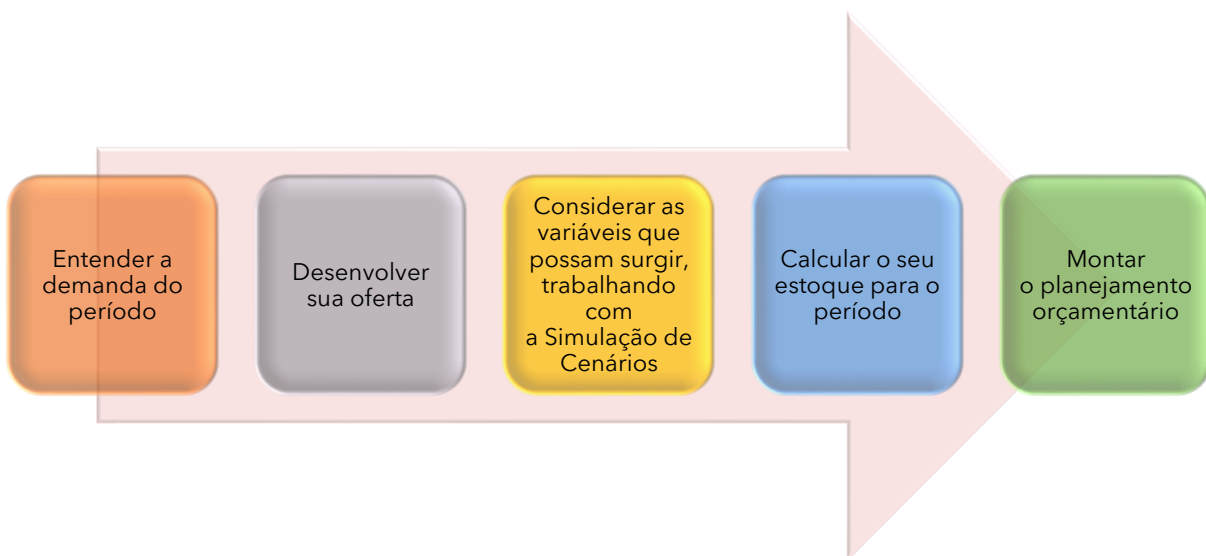 Entender a
demanda do
período
Desenvolver
sua oferta
Considerar as
variáveis que
possam surgir,
trabalhando
com
a Simulação de
Cenários
Calcular o seu
estoque para o
período
Montar
o planejamento
orçamentário